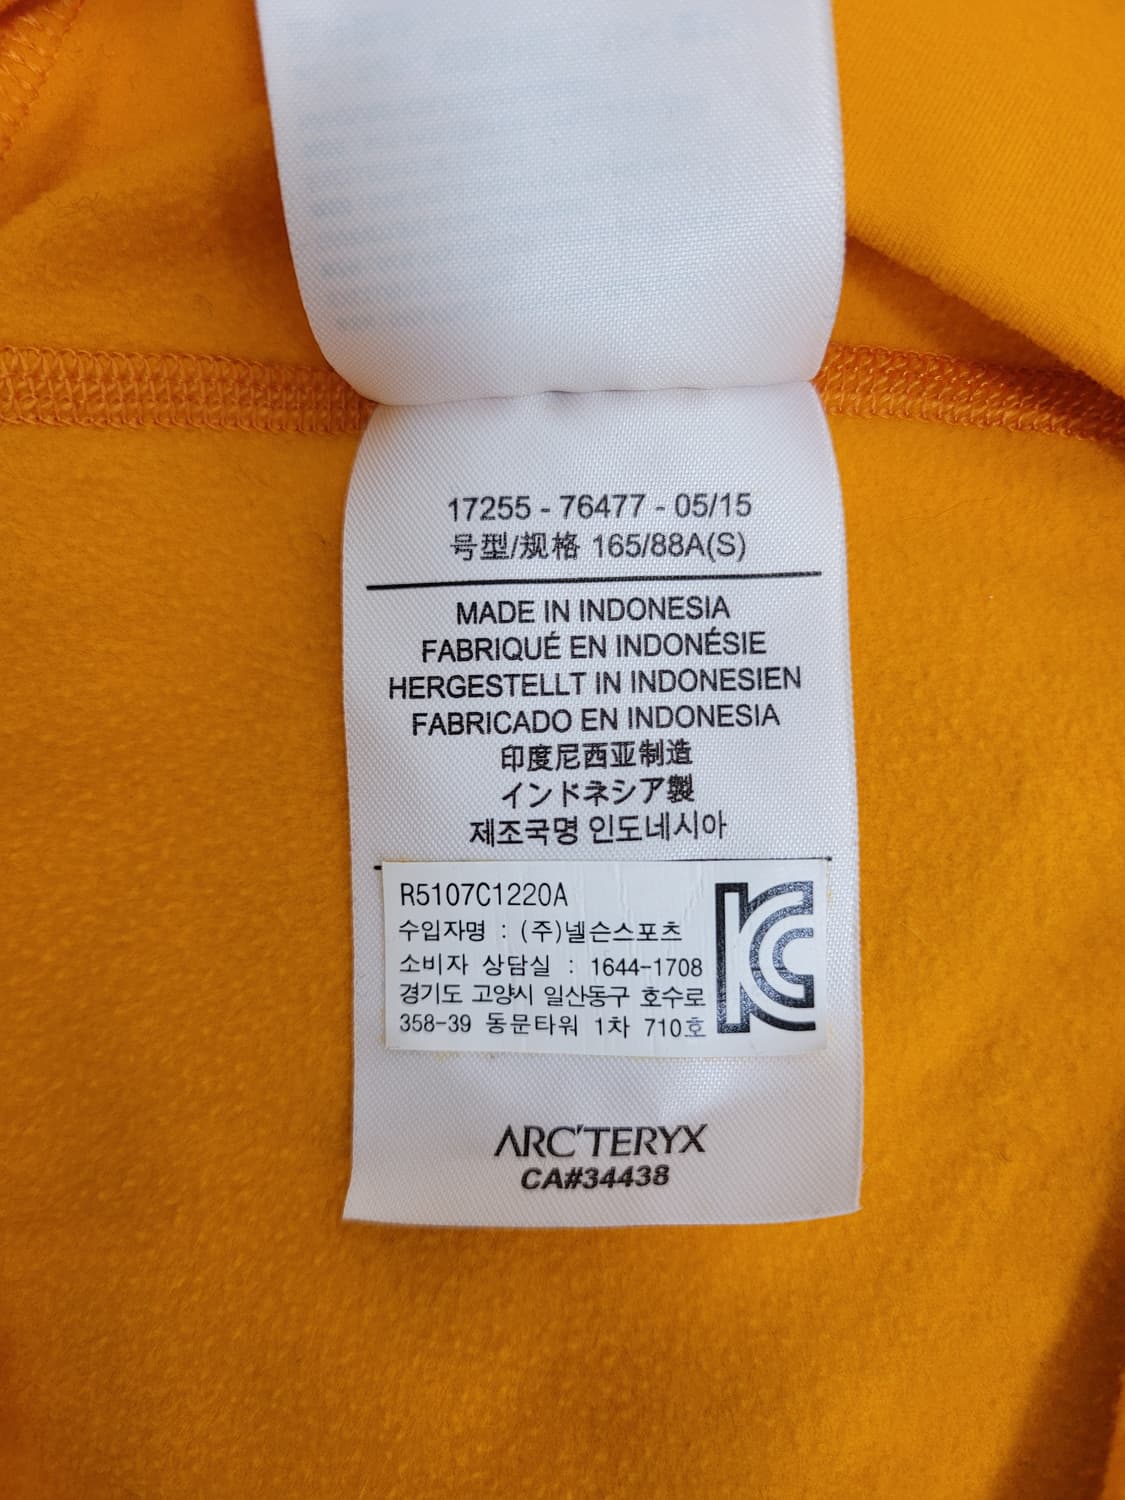 17255 - 76477 - 05/15
号型/规格 165/88A(S)
MADE IN INDONESIA
FABRIQUÉ EN INDONÉSIE
HERGESTELLT IN INDONESIEN
FABRICADO EN INDONESIA
印度尼西亚制造
インドネシア製
제조국명 인도네시아
R5107C1220A
수입자명 : (주)넬슨스포츠
소비자 상담실 : 1644-1708
경기도 고양시 일산동구 호수로
358-39 동문타워 1차 710호
KC
ARC'TERYX
CA#34438